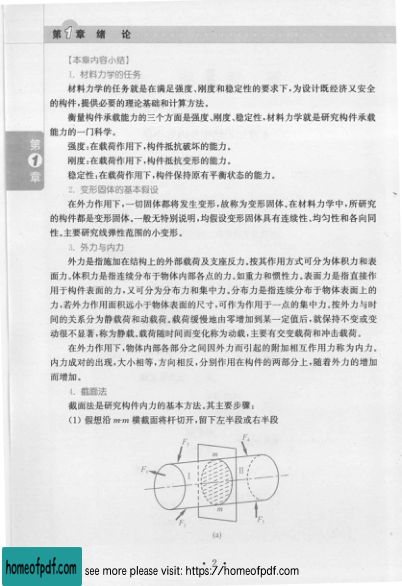 第1章 绪 论
【本章内容小结】
1. 材料力学的任务
材料力学的任务就是在满足强度、刚度和稳定性的要求下,为设计既经济又安全
的构件,提供必要的理论基础和计算方法。
衡量构件承载能力的三个方面是强度、刚度、稳定性,材料力学就是研究构件承载
能力的一门科学。
强度:在载荷作用下,构件抵抗破坏的能力。
刚度:在载荷作用下,构件抵抗变形的能力。
稳定性:在载荷作用下,构件保持原有平衡状态的能力。
第
1
章
2. 变形固体的基本假设
在外力作用下,一切固体都将发生变形,故称为变形固体。在材料力学中,所研究
的构件都是变形固体。一般无特别说明,均假设变形固体具有连续性、均匀性和各向同
性。主要研究线弹性范围的小变形。
3. 外力与内力
外力是指施加在结构上的外部载荷及支座反力。按其作用方式可分为体积力和表
面力。体积力是指连续分布于物体内部各点的力。如重力和惯性力。表面力是指直接作
用于构件表面的力,又可分为分布力和集中力。分布力是指连续分布于物体表面上的
力,若外力作用面积远小于物体表面的尺寸,可作为作用于一点的集中力。按外力与时
间的关系分为静载荷和动载荷。载荷缓慢地由零增加到某一定值后,就保持不变或变
动很不显著,称为静载。载荷随时间而变化称为动载,主要有交变载荷和冲击载荷。
在外力作用下,物体内部各部分之间因外力而引起的附加相互作用力称为内力。
内力成对的出现,大小相等,方向相反,分别作用在构件的两部分上,随着外力的增加
而增加。
4. 截面法
截面法是研究构件内力的基本方法,其主要步骤:
(1) 假想沿 m-m 横截面将杆切开,留下左半段或右半段
m
I
II
m
(a)
· 2 ·
homeofpdf.com
see more please visit: https://homeofpdf.com